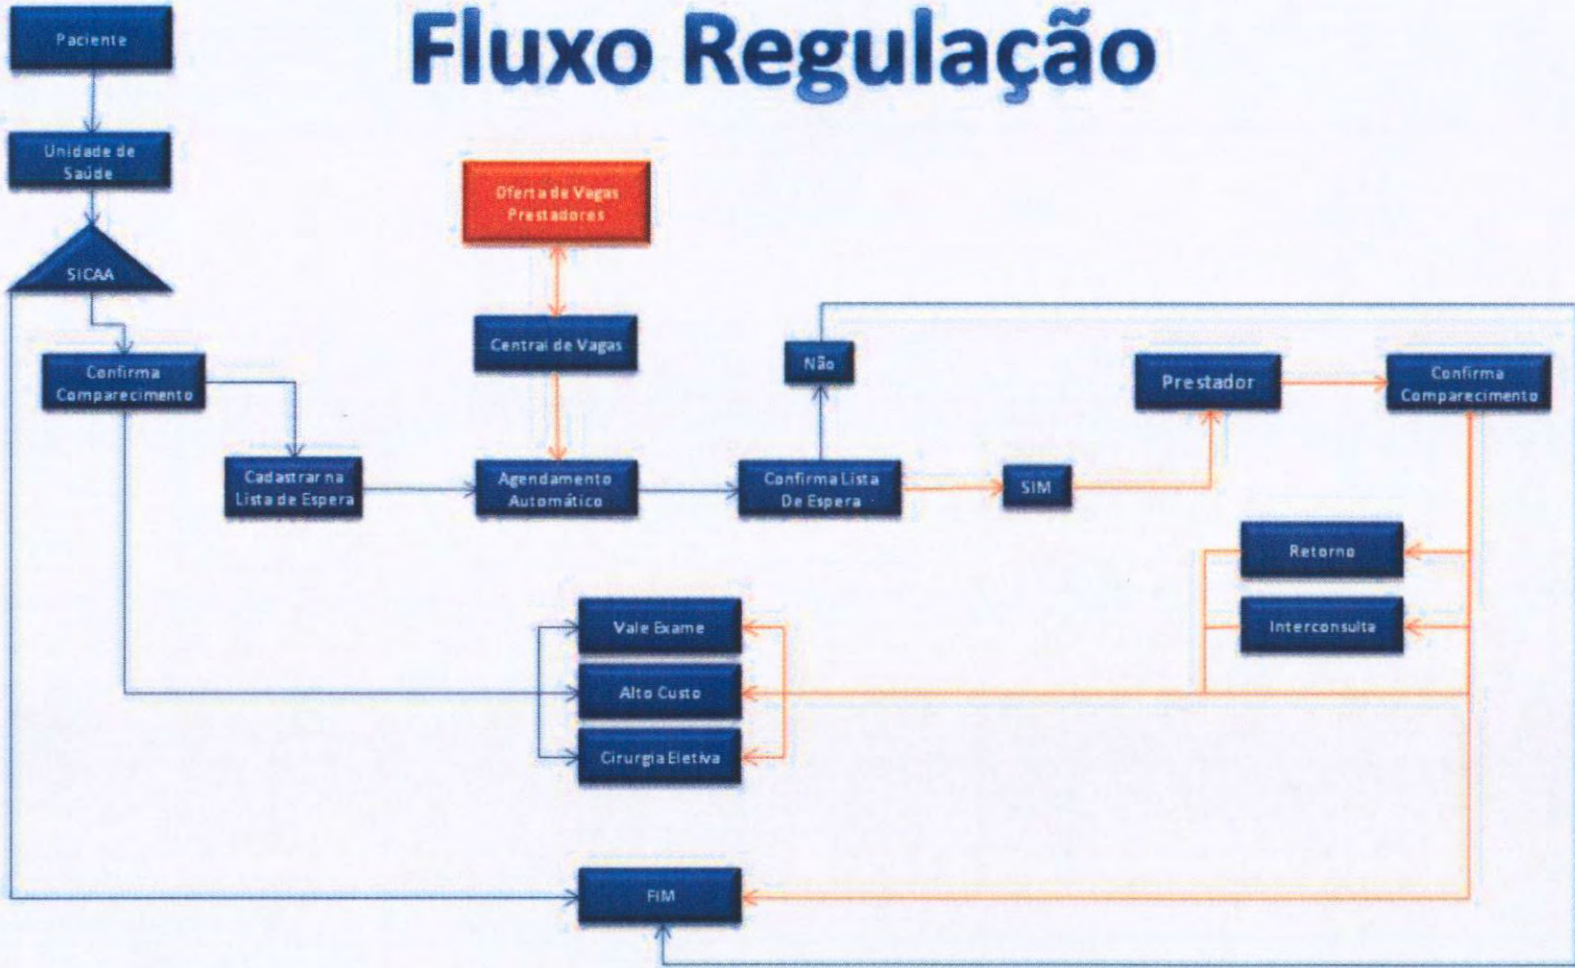 Fluxo Regulação
Paciente
Unidade de
Saúde
SICAA
Confirma
Comparecimento
Cadastrar na
Lista de Espera
Oferta de Vagas
Prestadores
Central de Vagas
Agendamento
Automático
Não
Confirma Lista
De Espera
SIM
Prestador
Confirma
Comparecimento
Retorno
Interconsulta
Vale Exame
Alto Custo
Cirurgia Eletiva
FIM